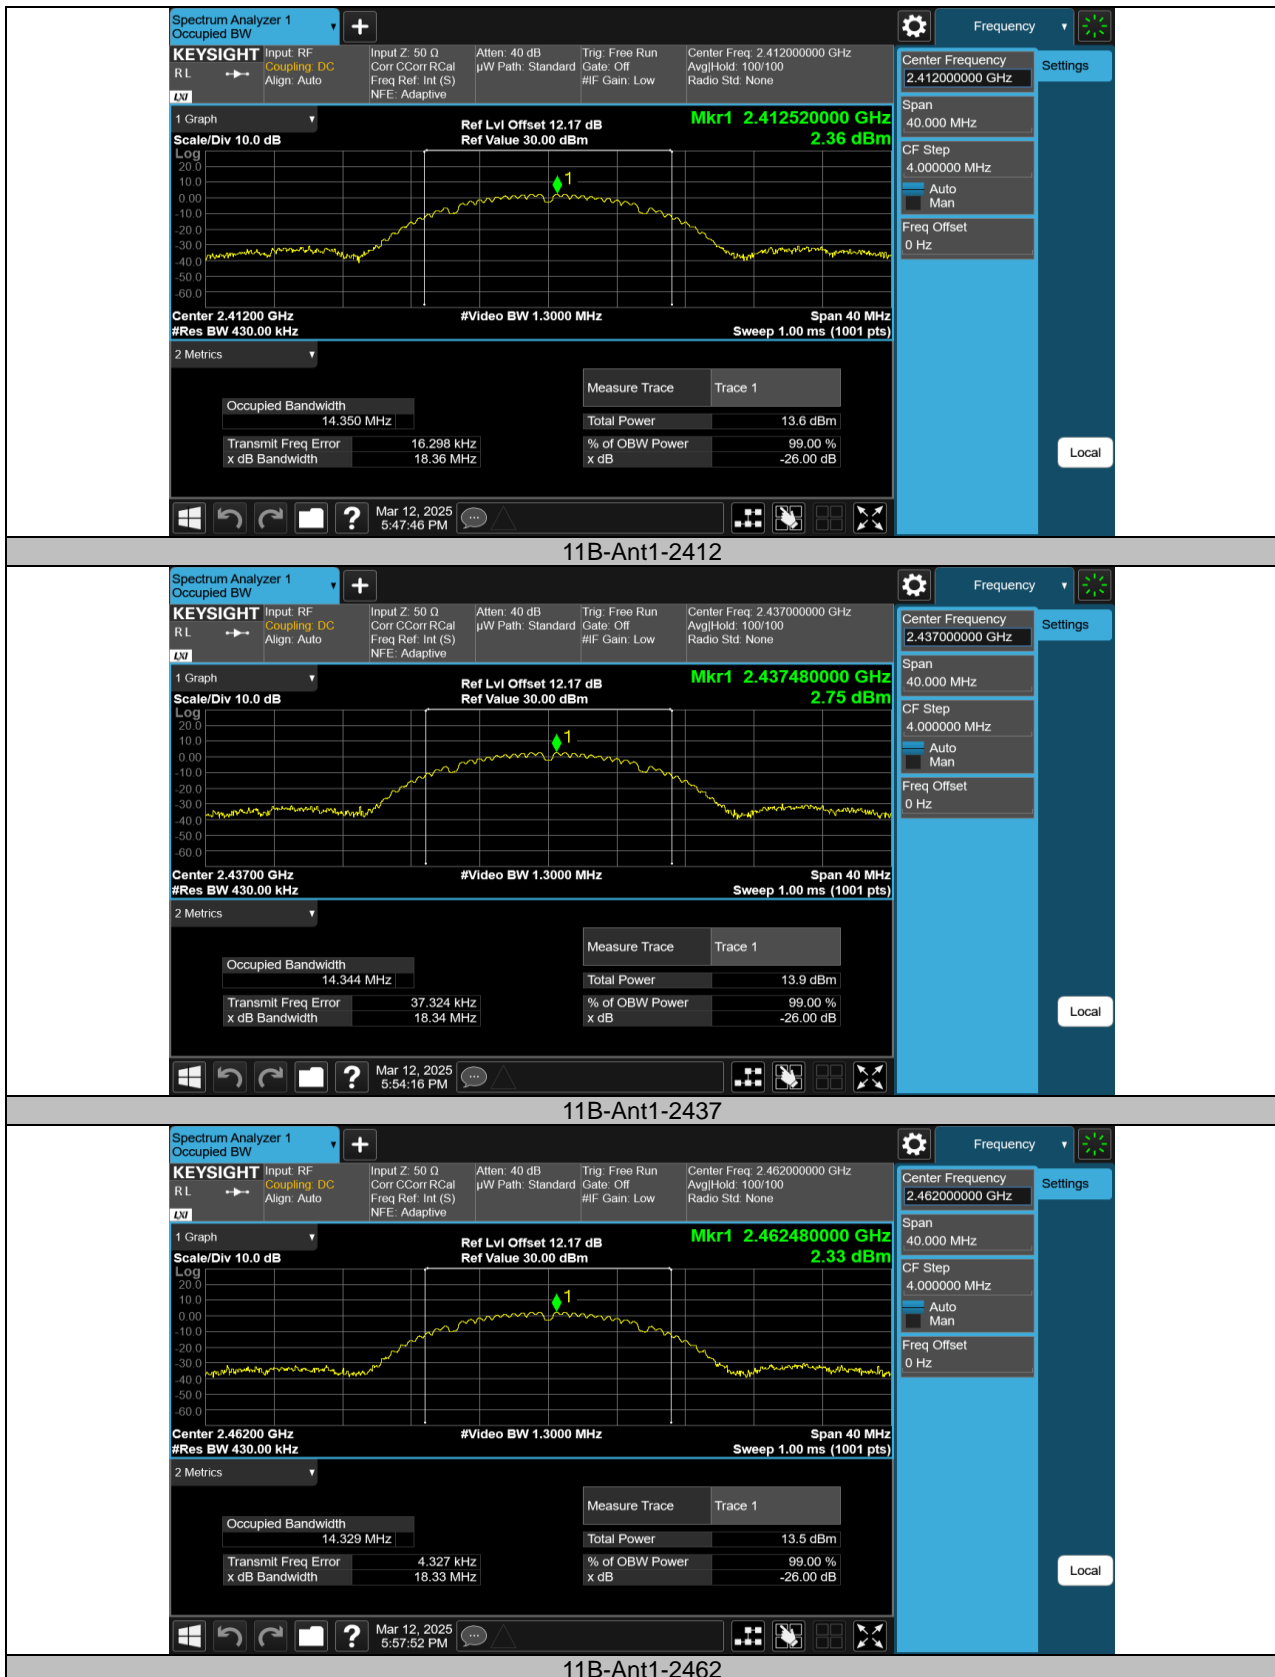 Spectrum Analyzer 1
Occupied BW
Frequency
KEYSIGHT
R L
LXI
Input: RF
Coupling: DC
Align: Auto
Input Z: 50 Ω
Corr CCorr RCal
Freq Ref: Int (S)
NFE: Adaptive
Atten: 40 dB
µW Path: Standard
Trig: Free Run
Gate: Off
#IF Gain: Low
Center Freq: 2.412000000 GHz
Avg|Hold: 100/100
Radio Std: None
Center Frequency
2.412000000 GHz
Settings
Span
40.000 MHz
CF Step
4.000000 MHz
Auto
Man
Freq Offset
0 Hz
Local
1 Graph
Scale/Div 10.0 dB
Ref Lvl Offset 12.17 dB
Ref Value 30.00 dBm
Mkr1 2.412520000 GHz
2.36 dBm
Log
20.0
10.0
0.00
-10.0
-20.0
-30.0
-40.0
-50.0
-60.0
1
Center 2.41200 GHz
#Res BW 430.00 kHz
#Video BW 1.3000 MHz
Span 40 MHz
Sweep 1.00 ms (1001 pts)
2 Metrics
Measure Trace Trace 1
Occupied Bandwidth
14.350 MHz
Total Power 13.6 dBm
Transmit Freq Error 16.298 kHz
% of OBW Power 99.00 %
x dB Bandwidth 18.36 MHz
x dB -26.00 dB
Mar 12, 2025
5:47:46 PM
11B-Ant1-2412
Spectrum Analyzer 1
Occupied BW
Frequency
KEYSIGHT
R L
LXI
Input: RF
Coupling: DC
Align: Auto
Input Z: 50 Ω
Corr CCorr RCal
Freq Ref: Int (S)
NFE: Adaptive
Atten: 40 dB
µW Path: Standard
Trig: Free Run
Gate: Off
#IF Gain: Low
Center Freq: 2.437000000 GHz
Avg|Hold: 100/100
Radio Std: None
Center Frequency
2.437000000 GHz
Settings
Span
40.000 MHz
CF Step
4.000000 MHz
Auto
Man
Freq Offset
0 Hz
Local
1 Graph
Scale/Div 10.0 dB
Ref Lvl Offset 12.17 dB
Ref Value 30.00 dBm
Mkr1 2.437480000 GHz
2.75 dBm
Log
20.0
10.0
0.00
-10.0
-20.0
-30.0
-40.0
-50.0
-60.0
1
Center 2.43700 GHz
#Res BW 430.00 kHz
#Video BW 1.3000 MHz
Span 40 MHz
Sweep 1.00 ms (1001 pts)
2 Metrics
Measure Trace Trace 1
Occupied Bandwidth
14.344 MHz
Total Power 13.9 dBm
Transmit Freq Error 37.324 kHz
% of OBW Power 99.00 %
x dB Bandwidth 18.34 MHz
x dB -26.00 dB
Mar 12, 2025
5:54:16 PM
11B-Ant1-2437
Spectrum Analyzer 1
Occupied BW
Frequency
KEYSIGHT
R L
LXI
Input: RF
Coupling: DC
Align: Auto
Input Z: 50 Ω
Corr CCorr RCal
Freq Ref: Int (S)
NFE: Adaptive
Atten: 40 dB
µW Path: Standard
Trig: Free Run
Gate: Off
#IF Gain: Low
Center Freq: 2.462000000 GHz
Avg|Hold: 100/100
Radio Std: None
Center Frequency
2.462000000 GHz
Settings
Span
40.000 MHz
CF Step
4.000000 MHz
Auto
Man
Freq Offset
0 Hz
Local
1 Graph
Scale/Div 10.0 dB
Ref Lvl Offset 12.17 dB
Ref Value 30.00 dBm
Mkr1 2.462480000 GHz
2.33 dBm
Log
20.0
10.0
0.00
-10.0
-20.0
-30.0
-40.0
-50.0
-60.0
1
Center 2.46200 GHz
#Res BW 430.00 kHz
#Video BW 1.3000 MHz
Span 40 MHz
Sweep 1.00 ms (1001 pts)
2 Metrics
Measure Trace Trace 1
Occupied Bandwidth
14.329 MHz
Total Power 13.5 dBm
Transmit Freq Error 4.327 kHz
% of OBW Power 99.00 %
x dB Bandwidth 18.33 MHz
x dB -26.00 dB
Mar 12, 2025
5:57:52 PM
11B-Ant1-2462